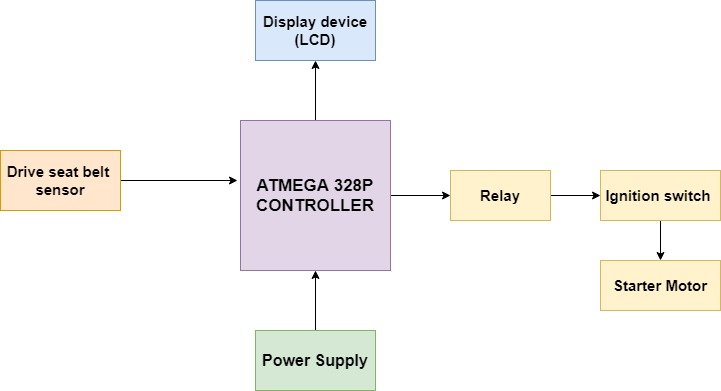 Display device
(LCD)
Drive seat belt
sensor
ATMEGA 328P
CONTROLLER
Relay
Ignition switch
Starter Motor
Power Supply